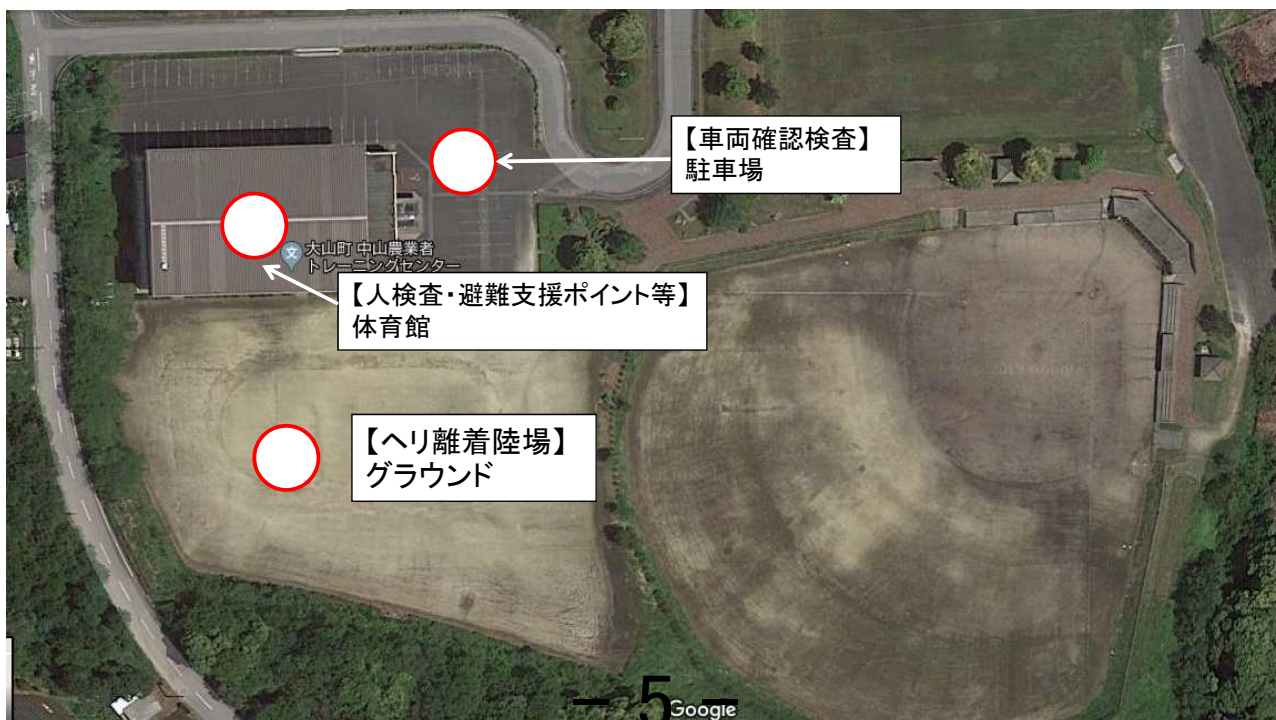 【車両確認検査】
駐車場
大山町 中山農業者
トレーニングセンター
【人検査・避難支援ポイント等】
体育館
【ヘリ離着陸場】
グラウンド
− 5 −
Google